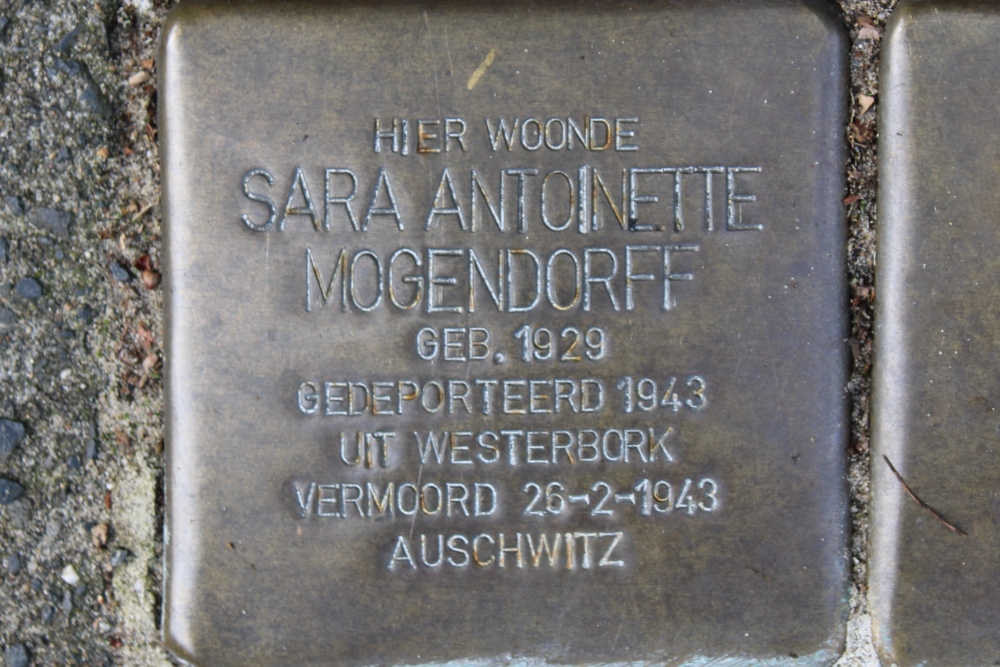 HIER WOONDE
SARA ANTOINETTE
MOGENDORFF
GEB. 1929
GEDEPORTEERD 1943
UIT WESTERBORK
VERMOORD 26-2-1943
AUSCHWITZ